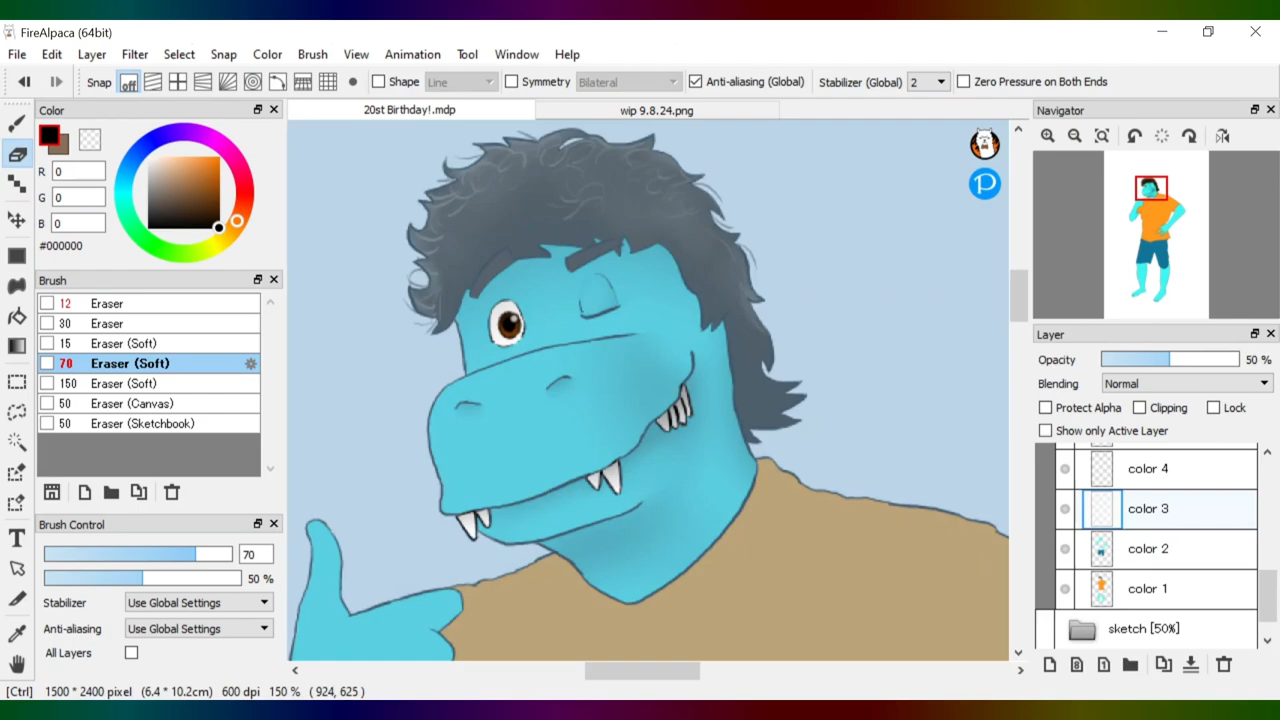 FireAlpaca (64bit)
File Edit Layer Filter Select Snap Color Brush View Animation Tool Window Help
Snap off Shape Line Symmetry Bilateral Anti-aliasing (Global) Stabilizer (Global) 2 Zero Pressure on Both Ends
Color
R 0
G 0
B 0
#000000
Brush
12 Eraser
30 Eraser
15 Eraser (Soft)
70 Eraser (Soft)
150 Eraser (Soft)
50 Eraser (Canvas)
50 Eraser (Sketchbook)
Brush Control
70
50 %
Stabilizer Use Global Settings
Anti-aliasing Use Global Settings
All Layers
20st Birthday!.mdp wip 9.8.24.png
Navigator
Layer
Opacity 50 %
Blending Normal
Protect Alpha Clipping Lock
Show only Active Layer
color 4
color 3
color 2
color 1
sketch [50%]
8 1
T
[Ctrl] 1500 * 2400 pixel (6.4 * 10.2cm) 600 dpi 150 % ( 924, 625 )